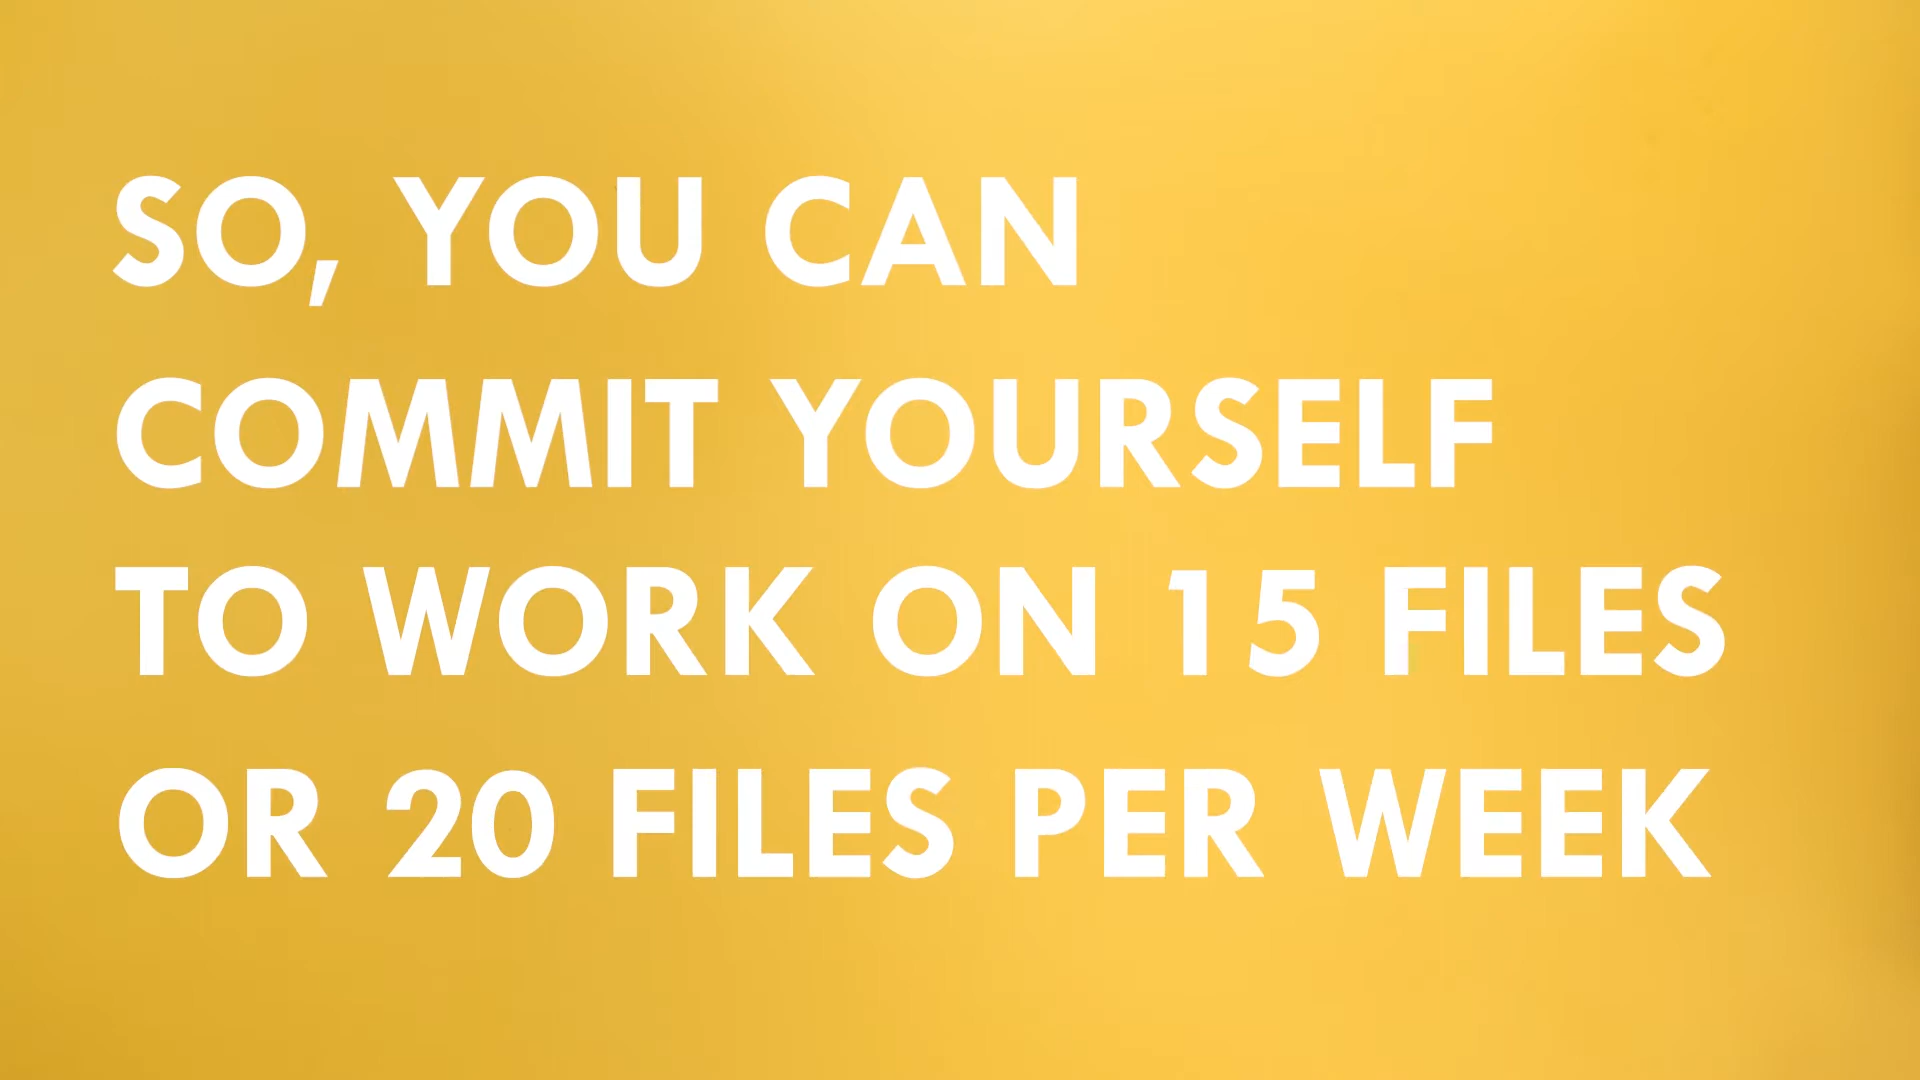 SO, YOU CAN
COMMIT YOURSELF
TO WORK ON 15 FILES
OR 20 FILES PER WEEK